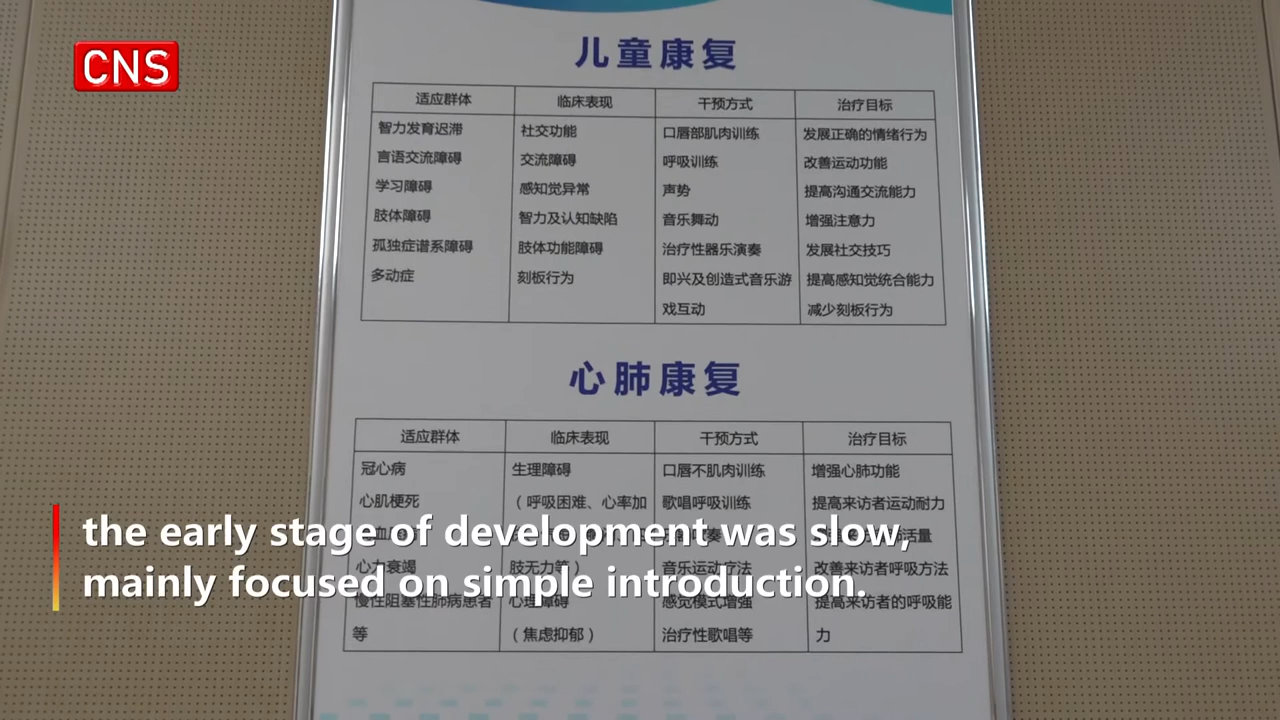 CNS
儿童康复
适应群体 临床表现 干预方式 治疗目标
智力发育迟滞 社交功能 口唇部肌肉训练 发展正确的情绪行为
言语交流障碍 交流障碍 呼吸训练 改善运动功能
学习障碍 感知觉异常 声势 提高沟通交流能力
肢体障碍 智力及认知缺陷 音乐舞动 增强注意力
孤独症谱系障碍 肢体功能障碍 治疗性器乐演奏 发展社交技巧
多动症 刻板行为 即兴及创造式音乐游 提高感知觉统合能力
戏互动 减少刻板行为
心肺康复
适应群体 临床表现 干预方式 治疗目标
冠心病 生理障碍 口唇不肌肉训练 增强心肺功能
心肌梗死 （呼吸困难、心率加 歌唱呼吸训练 提高来访者运动耐力
活量
心力衰竭 肢无力等） 音乐运动疗法 改善来访者呼吸方法
慢性阻塞性肺病患者 心理障碍 感觉模式增强 提高来访者的呼吸能
等 （焦虑抑郁） 治疗性歌唱等 力
the early stage of development was slow,
mainly focused on simple introduction.